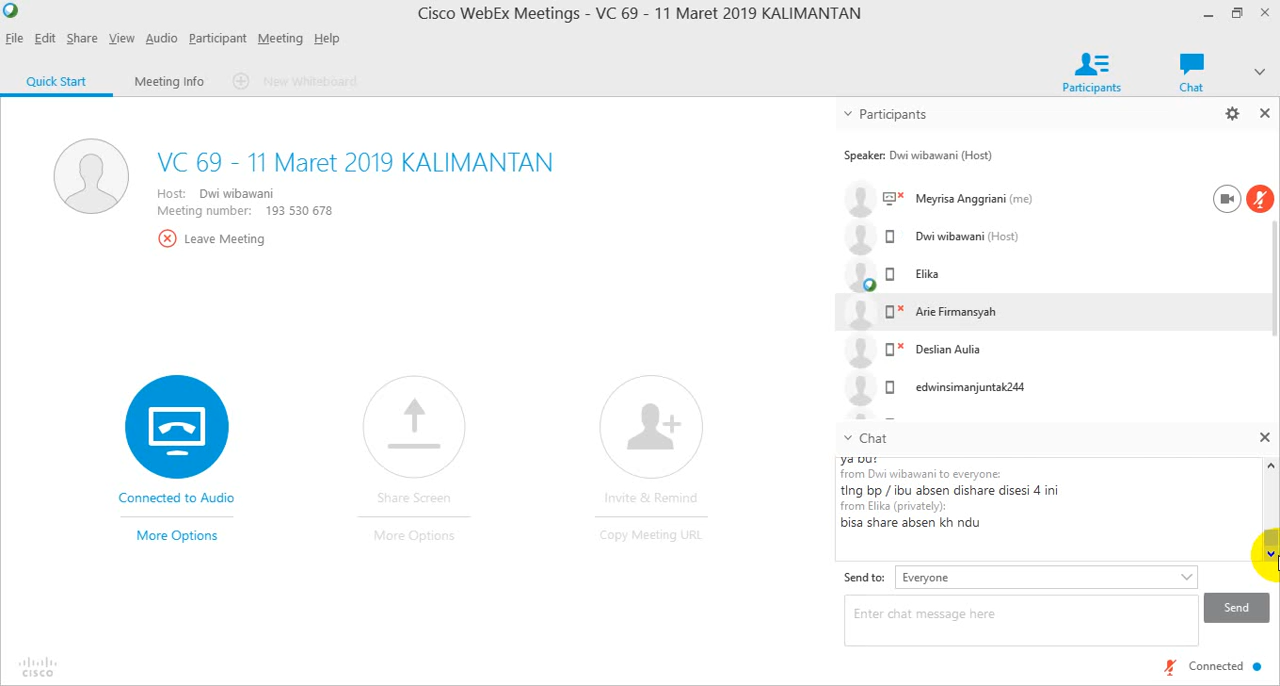 Cisco WebEx Meetings - VC 69 - 11 Maret 2019 KALIMANTAN
File Edit Share View Audio Participant Meeting Help
Quick Start Meeting Info New Whiteboard
Participants Chat
VC 69 - 11 Maret 2019 KALIMANTAN
Host: Dwi wibawani
Meeting number: 193 530 678
Leave Meeting
Connected to Audio
More Options
Share Screen
More Options
Invite & Remind
Copy Meeting URL
CISCO
Participants
Speaker: Dwi wibawani (Host)
Meyrisa Anggriani (me)
Dwi wibawani (Host)
Elika
Arie Firmansyah
Deslian Aulia
edwinsimanjuntak244
Chat
ya bu?
from Dwi wibawani to everyone:
tlng bp / ibu absen dishare disesi 4 ini
from Elika (privately):
bisa share absen kh ndu
Send to: Everyone
Enter chat message here
Send
Connected